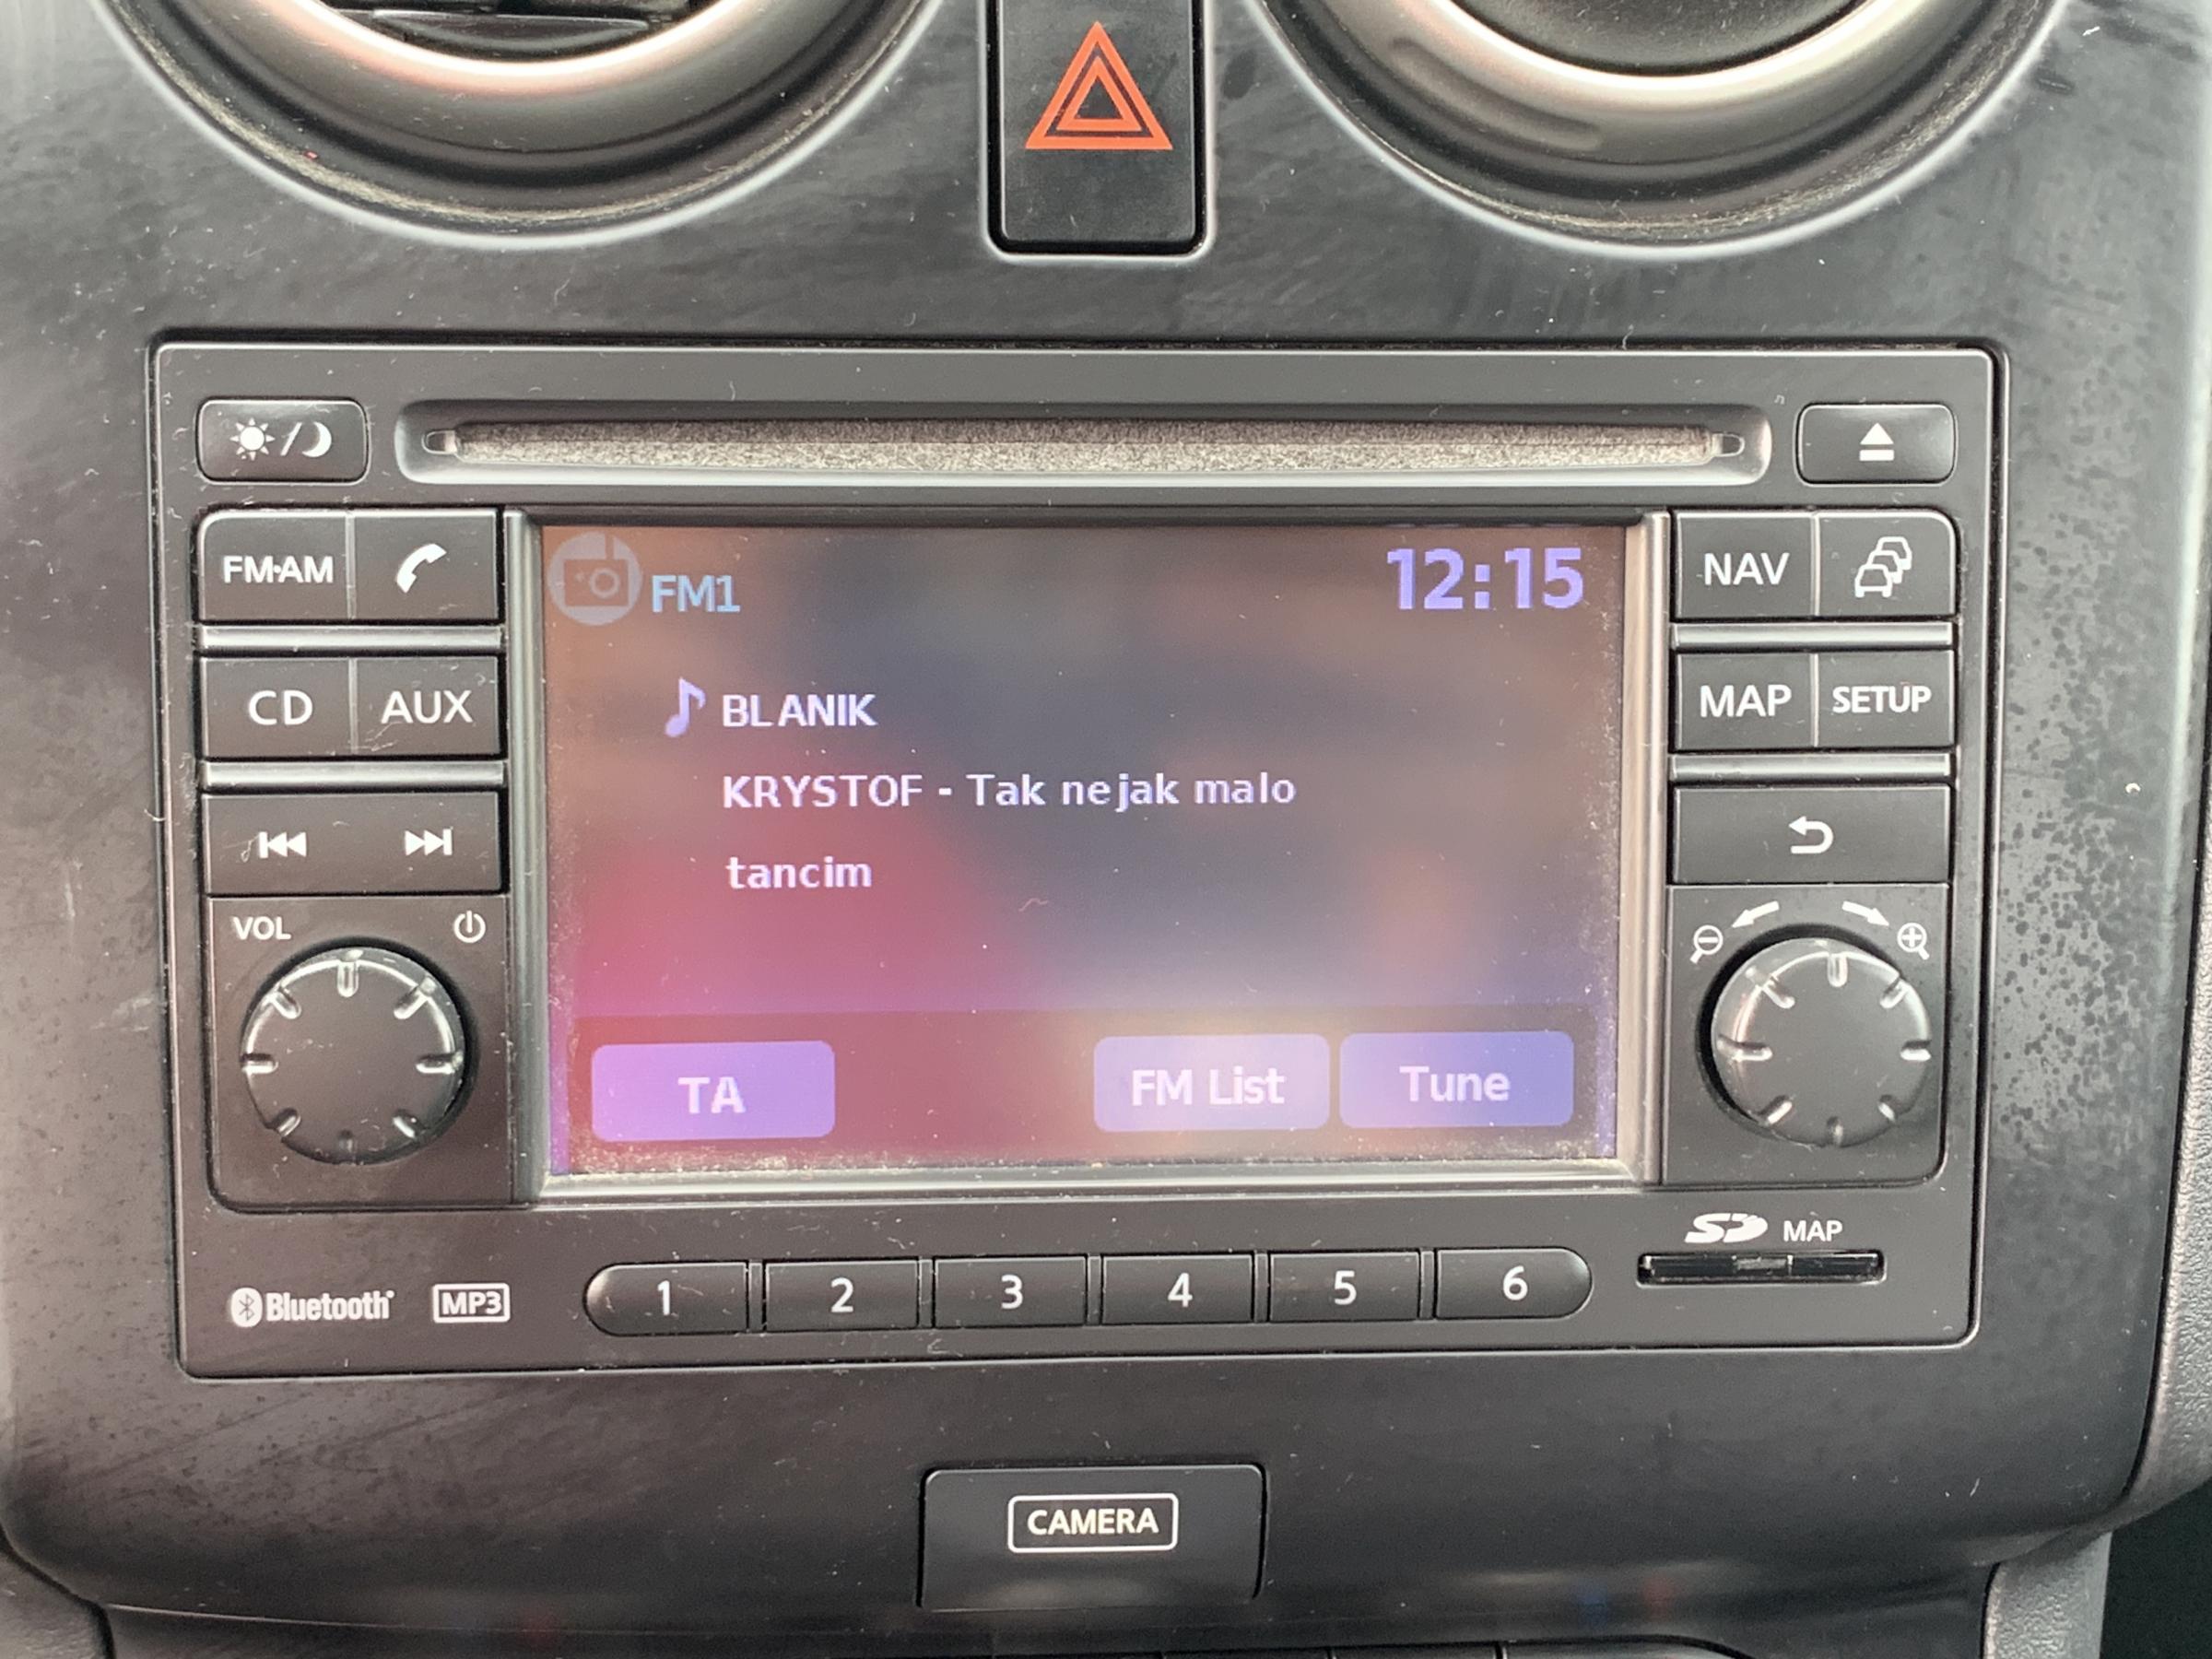 FM·AM
NAV
FM1
12:15
CD
AUX
MAP
SETUP
BLANIK
KRYSTOF - Tak nejak malo
tancim
VOL
TA
FM List
Tune
SD MAP
Bluetooth
MP3
1
2
3
4
5
6
CAMERA